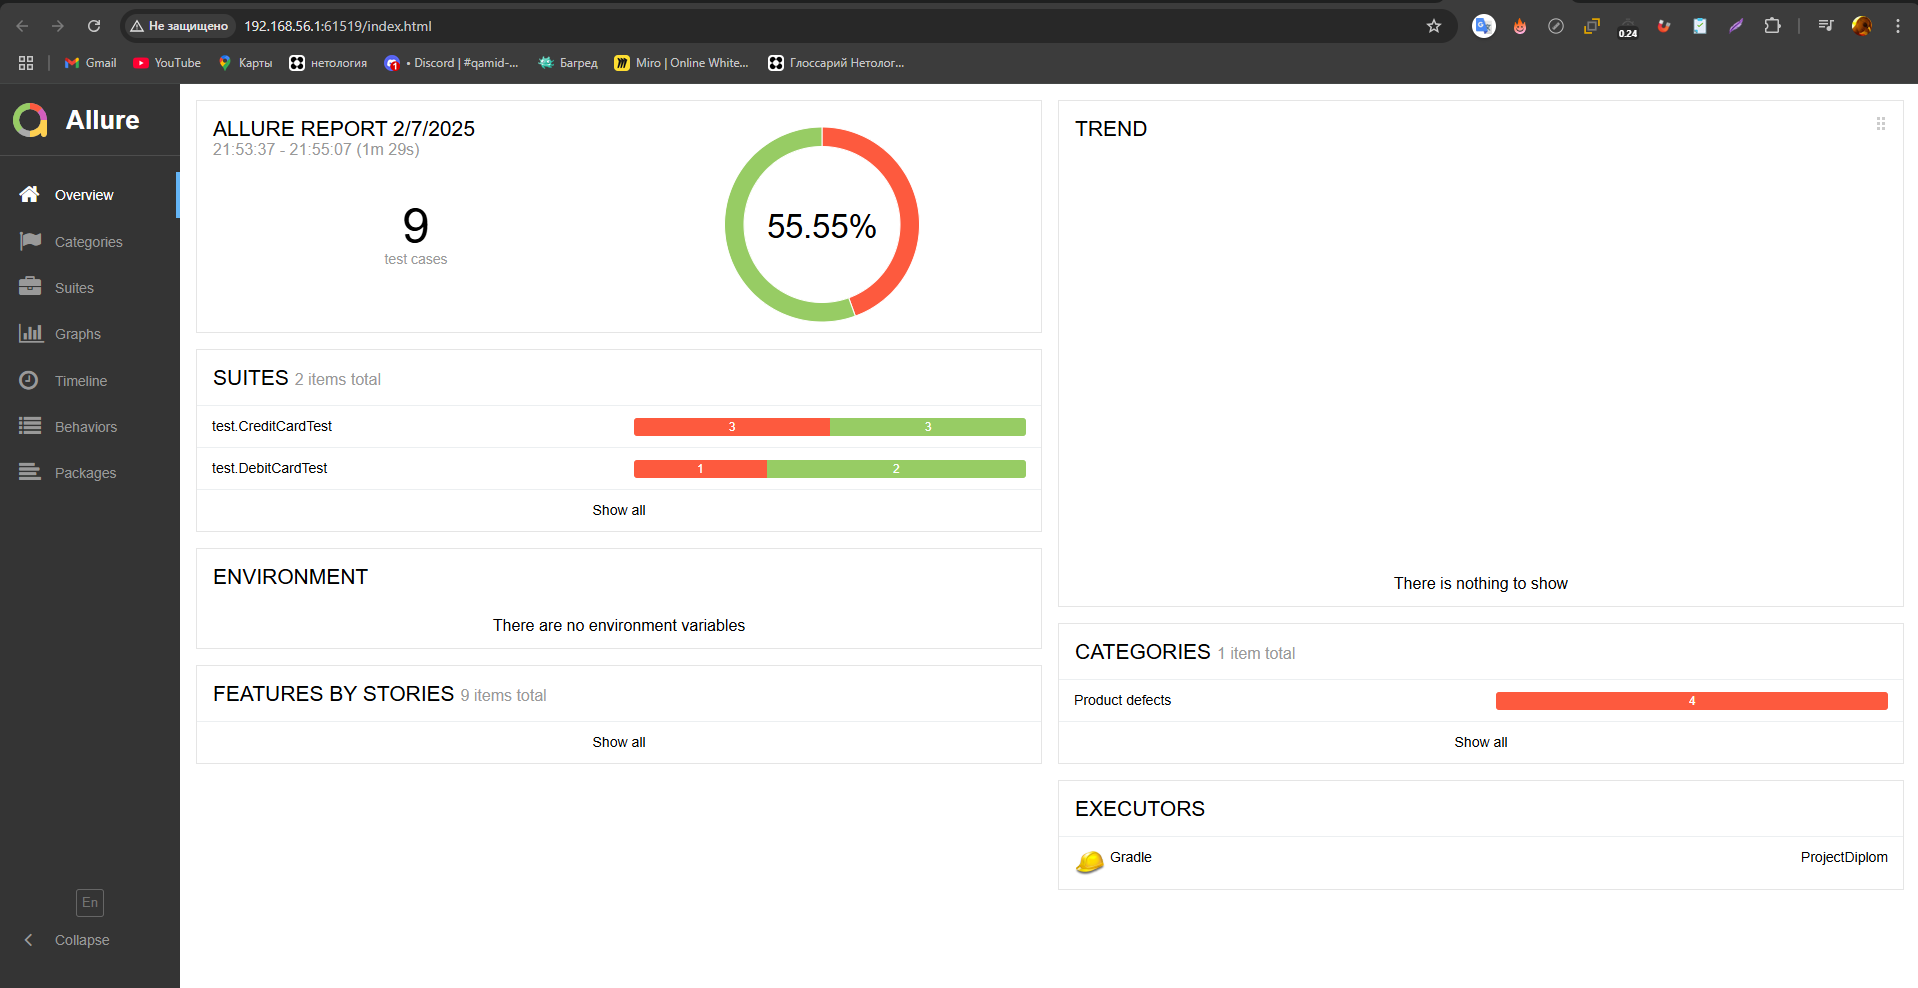 Не защищено 192.168.56.1:61519/index.html
0.24
Gmail YouTube Карты нетология • Discord | #qamid-... Багред Miro | Online White... Глоссарий Нетолог...
Allure
Overview
Categories
Suites
Graphs
Timeline
Behaviors
Packages
En
Collapse
ALLURE REPORT 2/7/2025
21:53:37 - 21:55:07 (1m 29s)
9
test cases
55.55%
SUITES 2 items total
test.CreditCardTest 3 3
test.DebitCardTest 1 2
Show all
ENVIRONMENT
There are no environment variables
FEATURES BY STORIES 9 items total
Show all
TREND
There is nothing to show
CATEGORIES 1 item total
Product defects 4
Show all
EXECUTORS
Gradle ProjectDiplom